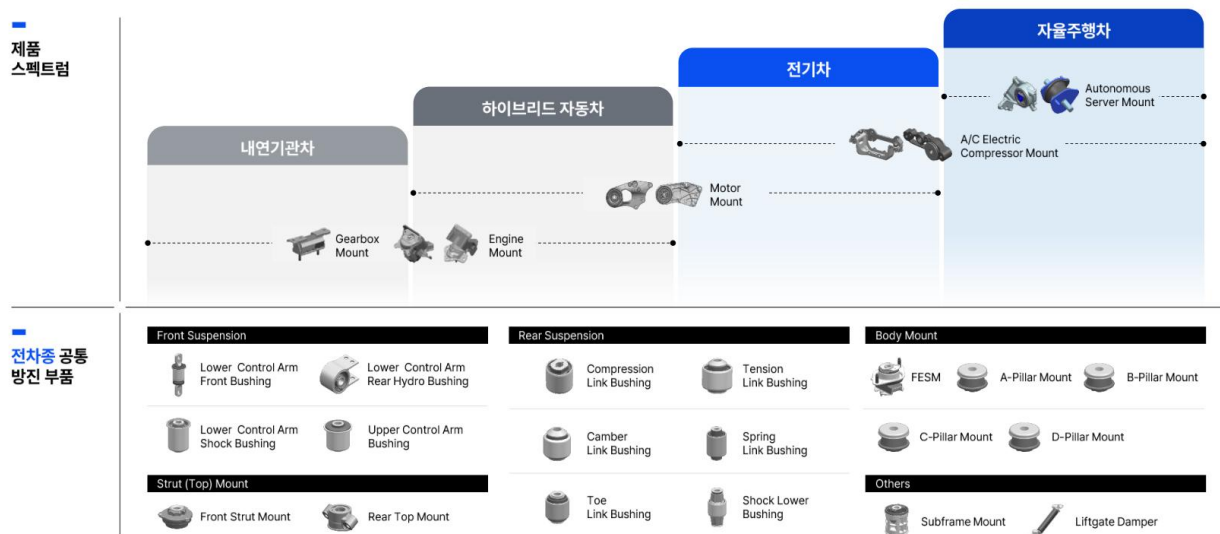 제품
스펙트럼
내연기관차
하이브리드 자동차
전기차
자율주행차
Autonomous
Server Mount
A/C Electric
Compressor Mount
Motor
Mount
Gearbox
Mount
Engine
Mount
전차종 공통
방진 부품
Front Suspension
Lower Control Arm
Front Bushing
Lower Control Arm
Rear Hydro Bushing
Lower Control Arm
Shock Bushing
Upper Control Arm
Bushing
Strut (Top) Mount
Front Strut Mount
Rear Top Mount
Rear Suspension
Compression
Link Bushing
Tension
Link Bushing
Camber
Link Bushing
Spring
Link Bushing
Toe
Link Bushing
Shock Lower
Bushing
Body Mount
FESM
A-Pillar Mount
B-Pillar Mount
C-Pillar Mount
D-Pillar Mount
Others
Subframe Mount
Liftgate Damper